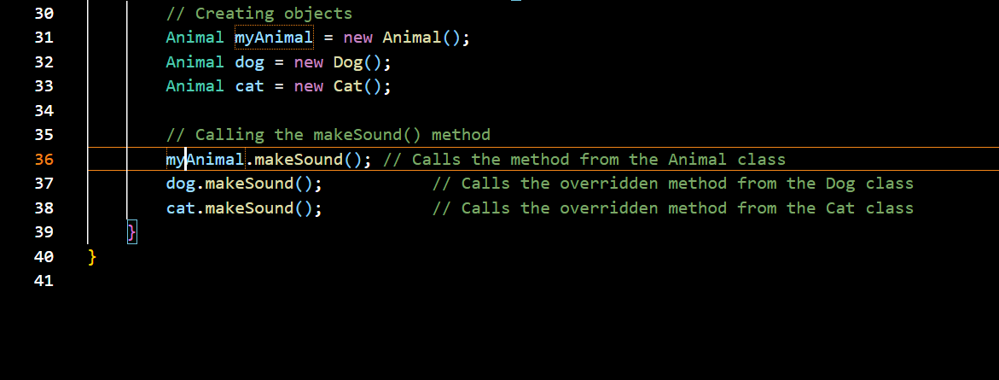 30 // Creating objects
31 Animal myAnimal = new Animal();
32 Animal dog = new Dog();
33 Animal cat = new Cat();
34
35 // Calling the makeSound() method
36 myAnimal.makeSound(); // Calls the method from the Animal class
37 dog.makeSound(); // Calls the overridden method from the Dog class
38 cat.makeSound(); // Calls the overridden method from the Cat class
39 }
40 }
41